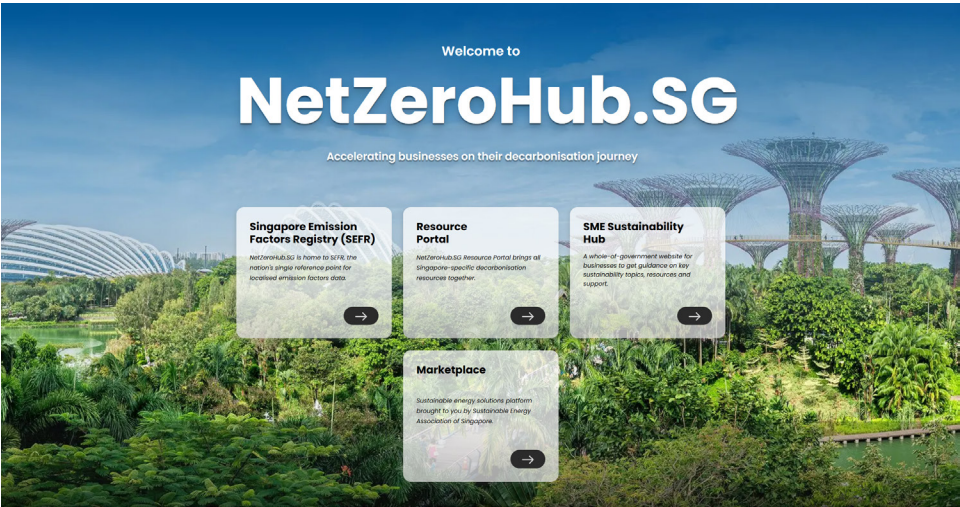 Welcome to
NetZeroHub.SG
Accelerating businesses on their decarbonisation journey
Singapore Emission
Factors Registry (SEFR)
NetZeroHub.SG is home to SEFR, the
nation's single reference point for
localised emission factors data.
Resource
Portal
NetZeroHub.SG Resource Portal brings all
Singapore-specific decarbonisation
resources together.
SME Sustainability
Hub
A whole-of-government website for
businesses to get guidance on key
sustainability topics, resources and
support.
Marketplace
Sustainable energy solutions platform
brought to you by Sustainable Energy
Association of Singapore.